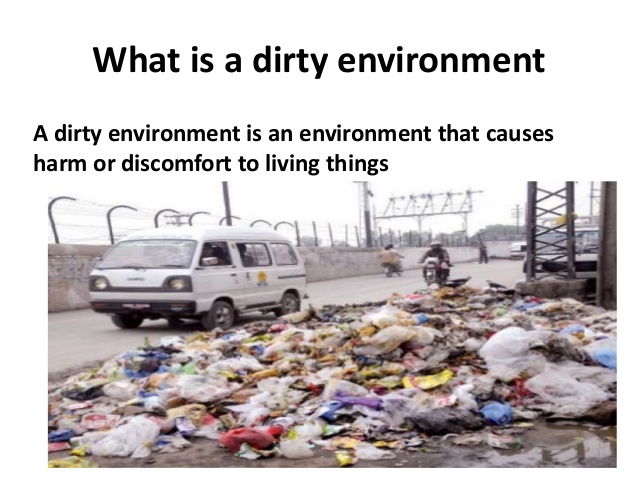 What is a dirty environment
A dirty environment is an environment that causes
harm or discomfort to living things